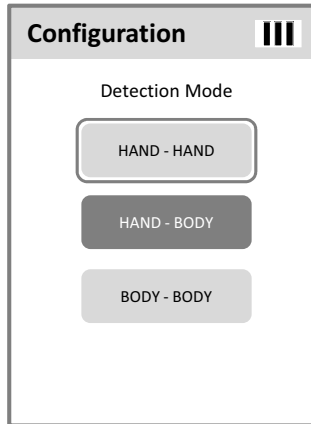 Configuration
Detection Mode
HAND - HAND
HAND - BODY
BODY - BODY